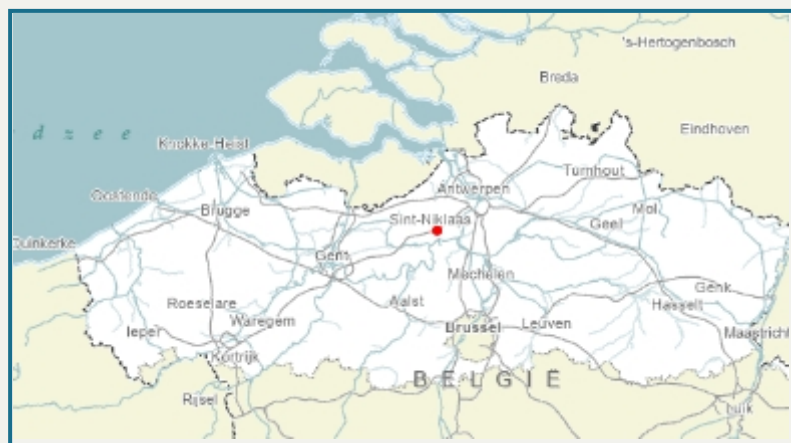 's-Hertogenbosch
Breda
d z e e
Eindhoven
Knokke-Heist
Turnhout
Antwerpen
Oostende
Mol
Brugge
Sint-Niklaas
Geel
Duinkerke
Gent
Mechelen
Genk
Roeselare
Aalst
Hasselt
Waregem
Brussel
Leuven
Ieper
Maastricht
Kortrijk
BELGIË
Rijsel
Luik